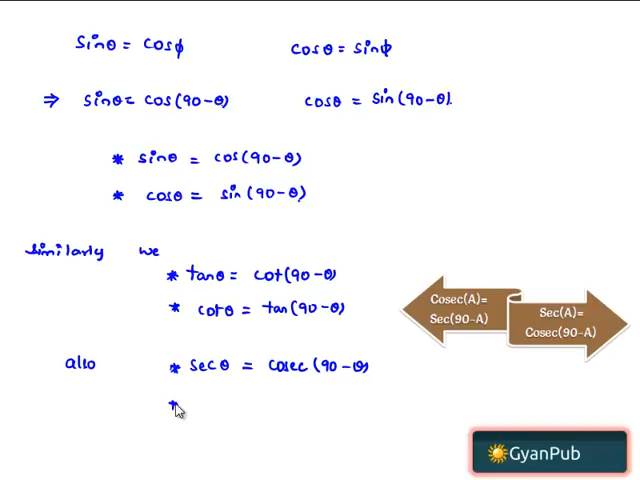 sinθ = cosϕ cosθ = sinϕ
⇒ sinθ = cos(90-θ) cosθ = sin(90-θ).
* sinθ = cos(90-θ)
* cosθ = sin(90-θ)
similarly we
* tanθ = cot(90-θ)
* cotθ = tan(90-θ)
Cosec(A)=
Sec(90-A)
Sec(A)=
Cosec(90-A)
also * secθ = cosec(90-θ)
*
GyanPub